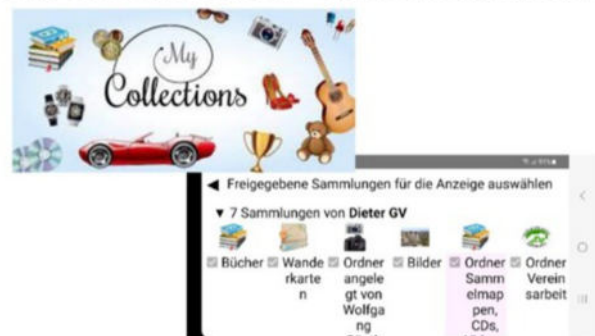 My
Collections
Freigegebene Sammlungen für die Anzeige auswählen
7 Sammlungen von Dieter GV
Bücher
Wande
rkarte
n
Ordner
angele
gt von
Wolfga
ng
Bilder
Ordner
Samm
elmap
pen,
CDs,
Ordner
Verein
sarbeit